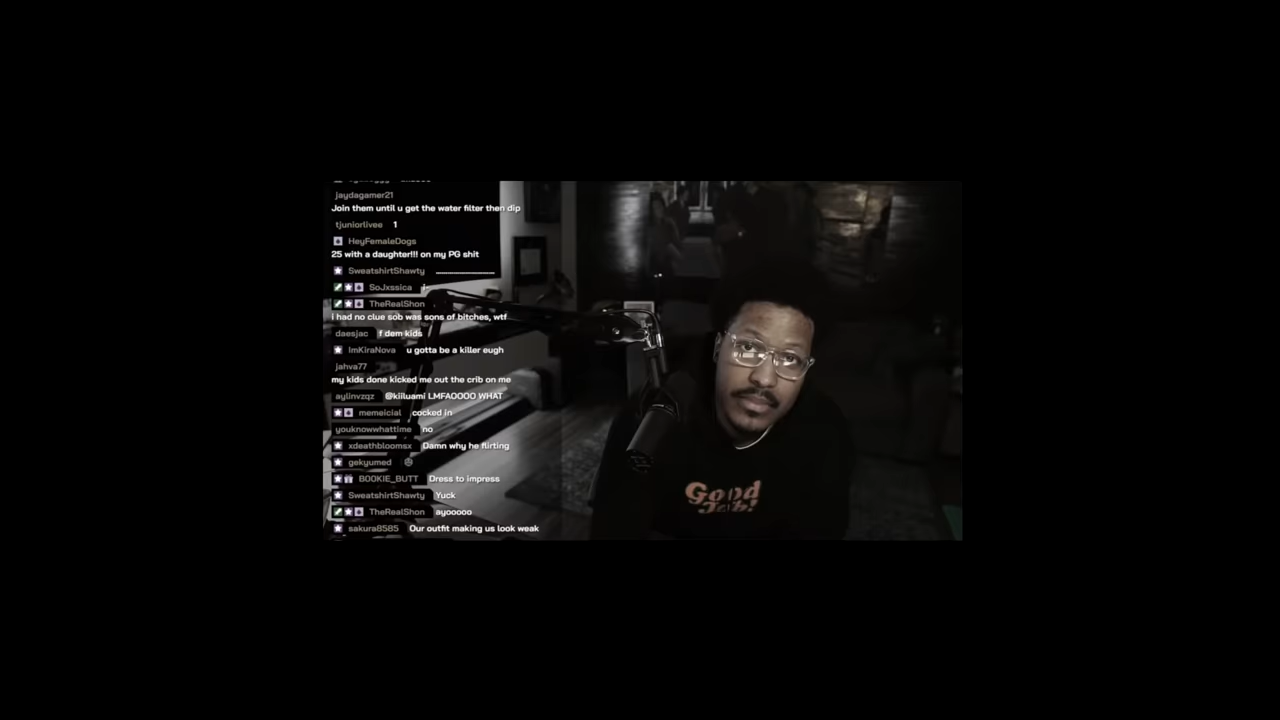 jaydagamer21
Join them until u get the water filter then dip
tjuniorlivee 1
HeyFemaleDogs
25 with a daughter!!! on my PG shit
SweatshirtShawty
SoJxssica
TheRealShon
I had no clue sob was sons of bitches, wtf
daesjac f dem kids
ImKiraNova u gotta be a killer eugh
jahva77
my kids done kicked me out the crib on me
aylinvzqz @kiiluami LMFAOOOO WHAT
memeicial cocked in
youknowwhattime no
xdeathbloomsx Damn why he flirting
gekyumed
BOOKIE_BUTT Dress to impress
SweatshirtShawty Yuck
TheRealShon ayooooo
sakura8585 Our outfit making us look weak
Good
Job!